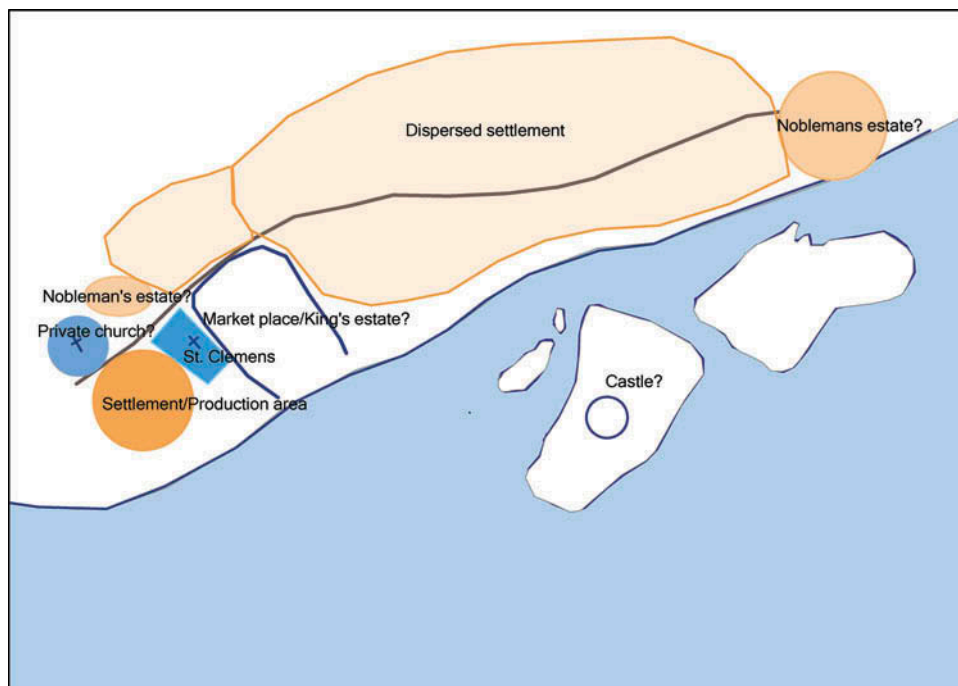 Dispersed settlement
Noblemans estate?
Nobleman's estate?
Market place/King's estate?
Private church?
St. Clemens
Castle?
Settlement/Production area